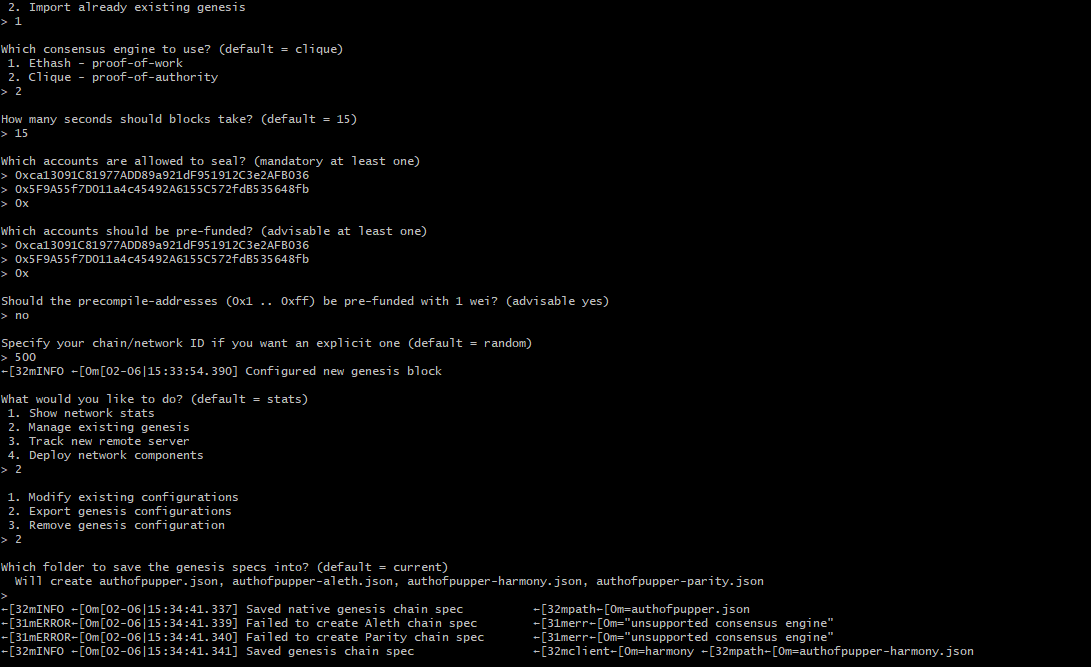 2. Import already existing genesis
> 1
Which consensus engine to use? (default = clique)
1. Ethash - proof-of-work
2. Clique - proof-of-authority
> 2
How many seconds should blocks take? (default = 15)
> 15
Which accounts are allowed to seal? (mandatory at least one)
> 0xca13091C81977ADD89a921dF951912C3e2AFB036
> 0x5F9A55f7D011a4c45492A6155C572fdB535648fb
> 0x
Which accounts should be pre-funded? (advisable at least one)
> 0xca13091C81977ADD89a921dF951912C3e2AFB036
> 0x5F9A55f7D011a4c45492A6155C572fdB535648fb
> 0x
Should the precompile-addresses (0x1 .. 0xff) be pre-funded with 1 wei? (advisable yes)
> no
Specify your chain/network ID if you want an explicit one (default = random)
> 500
←[32mINFO ←[0m[02-06|15:33:54.390] Configured new genesis block
What would you like to do? (default = stats)
1. Show network stats
2. Manage existing genesis
3. Track new remote server
4. Deploy network components
> 2
1. Modify existing configurations
2. Export genesis configurations
3. Remove genesis configuration
> 2
Which folder to save the genesis specs into? (default = current)
Will create authofpupper.json, authofpupper-aleth.json, authofpupper-harmony.json, authofpupper-parity.json
>
←[32mINFO ←[0m[02-06|15:34:41.337] Saved native genesis chain spec ←[32mpath←[0m=authofpupper.json
←[31mERROR←[0m[02-06|15:34:41.339] Failed to create Aleth chain spec ←[31merr←[0m="unsupported consensus engine"
←[31mERROR←[0m[02-06|15:34:41.340] Failed to create Parity chain spec ←[31merr←[0m="unsupported consensus engine"
←[32mINFO ←[0m[02-06|15:34:41.341] Saved genesis chain spec ←[32mclient←[0m=harmony ←[32mpath←[0m=authofpupper-harmony.json